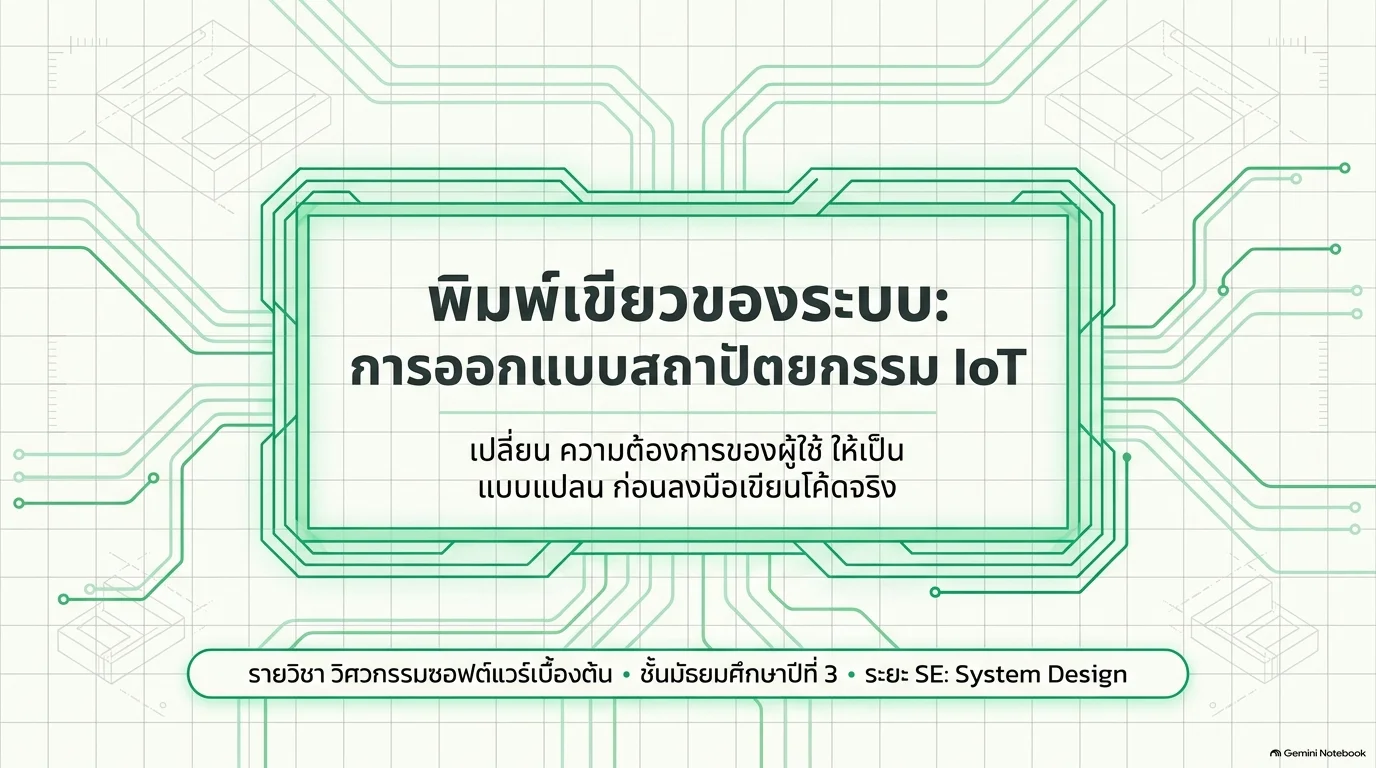 พิมพ์เขียวของระบบ:
การออกแบบสถาปัตยกรรม IoT
เปลี่ยน ความต้องการของผู้ใช้ ให้เป็น
แบบแปลน ก่อนลงมือเขียนโค้ดจริง
รายวิชา วิศวกรรมซอฟต์แวร์เบื้องต้น • ชั้นมัธยมศึกษาปีที่ 3 • ระยะ SE: System Design
Gemini Notebook